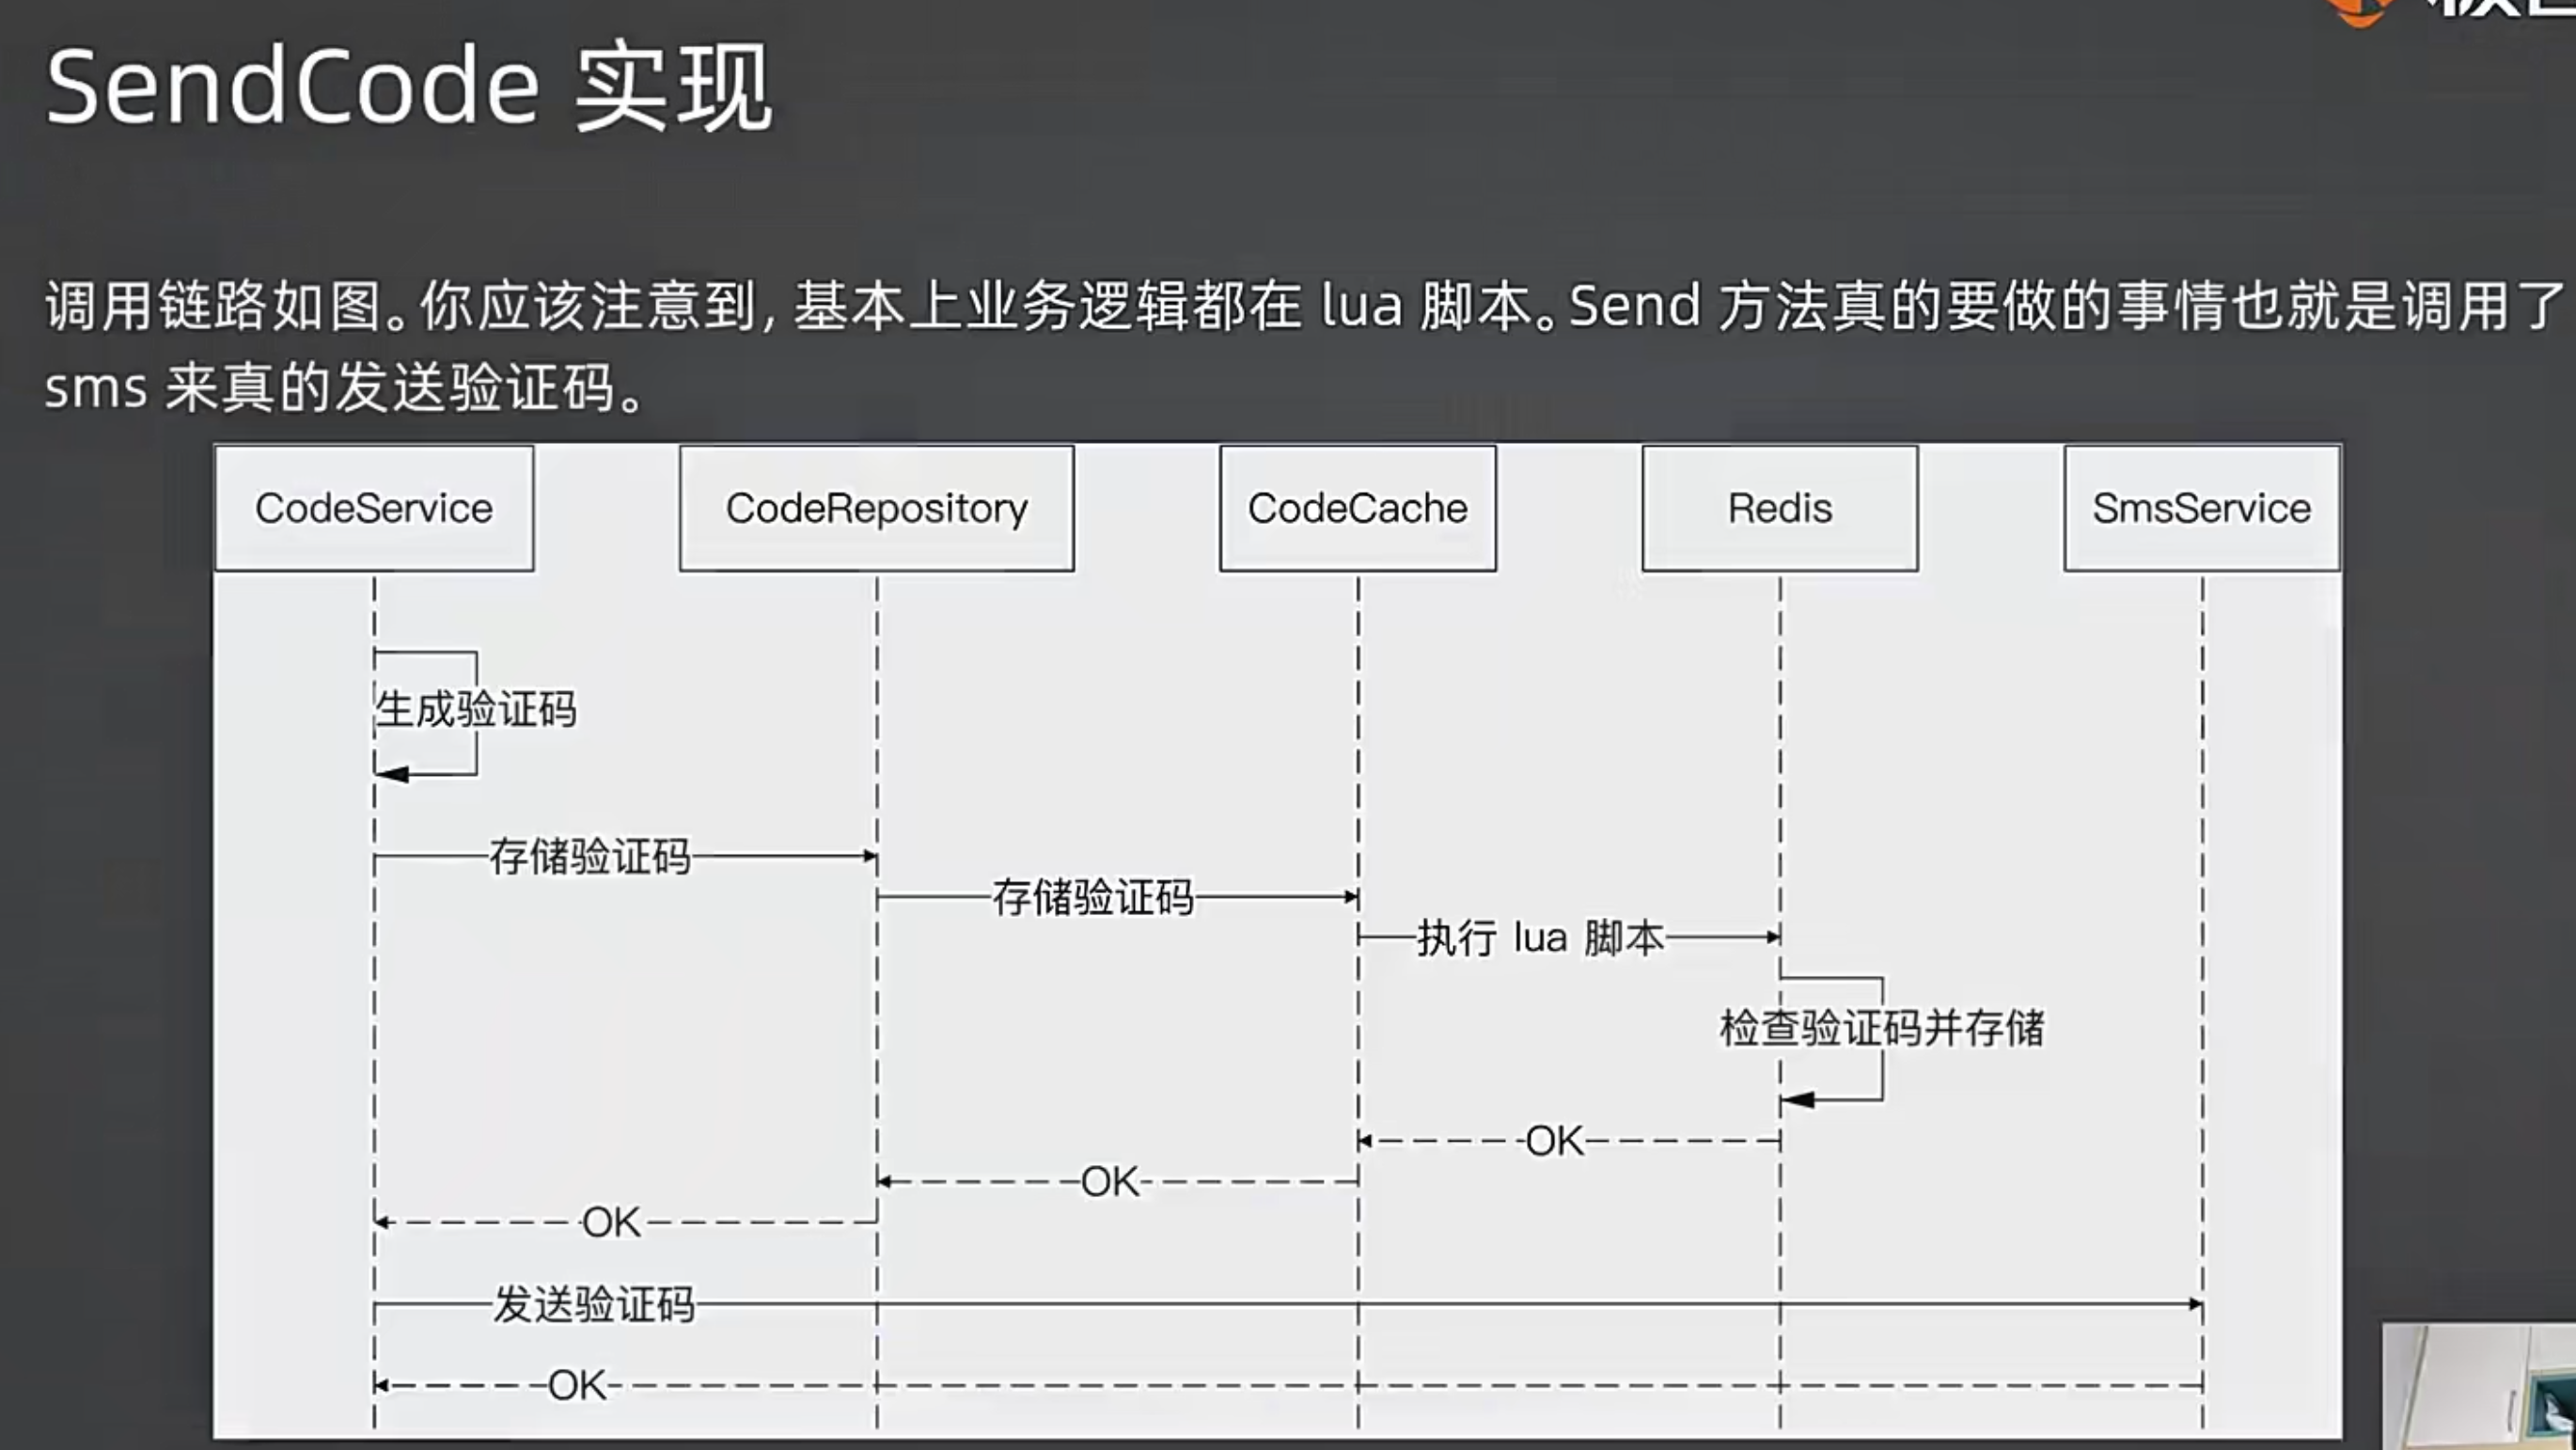 SendCode 实现
调用链路如图。你应该注意到，基本上业务逻辑都在 lua 脚本。Send 方法真的要做的事情也就是调用了
sms 来真的发送验证码。
CodeService
CodeRepository
CodeCache
Redis
SmsService
生成验证码
存储验证码
存储验证码
执行 lua 脚本
检查验证码并存储
OK
OK
OK
发送验证码
OK